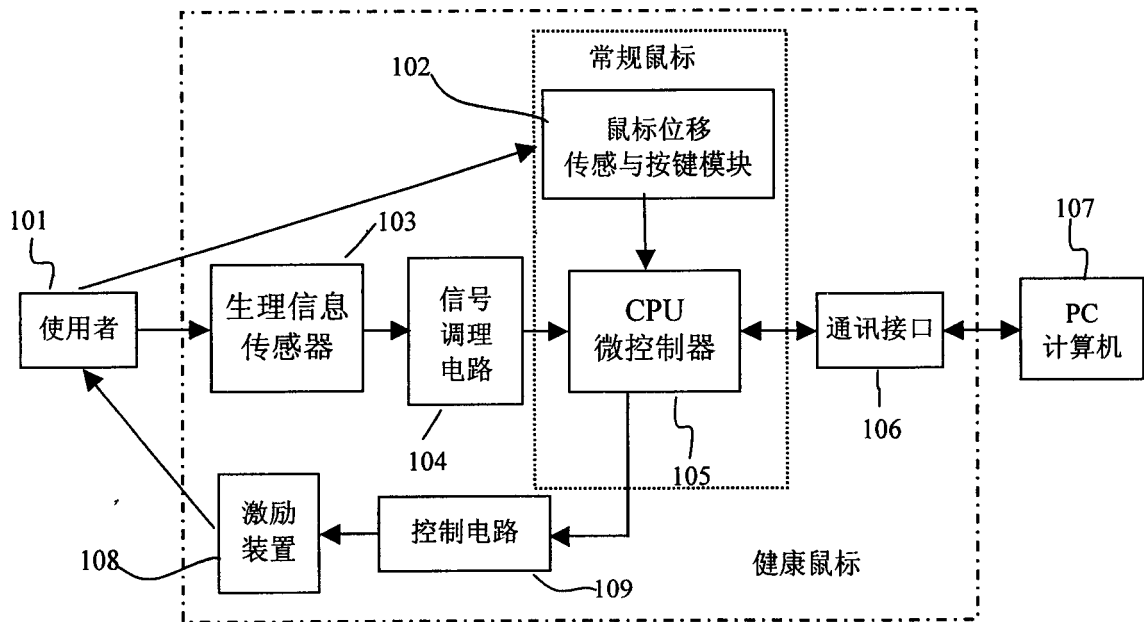 常规鼠标
102
鼠标位移
传感与按键模块
101
103
107
使用者
生理信息
传感器
信号
调理
电路
CPU
微控制器
通讯接口
PC
计算机
104
105
106
激励
装置
控制电路
108
109
健康鼠标